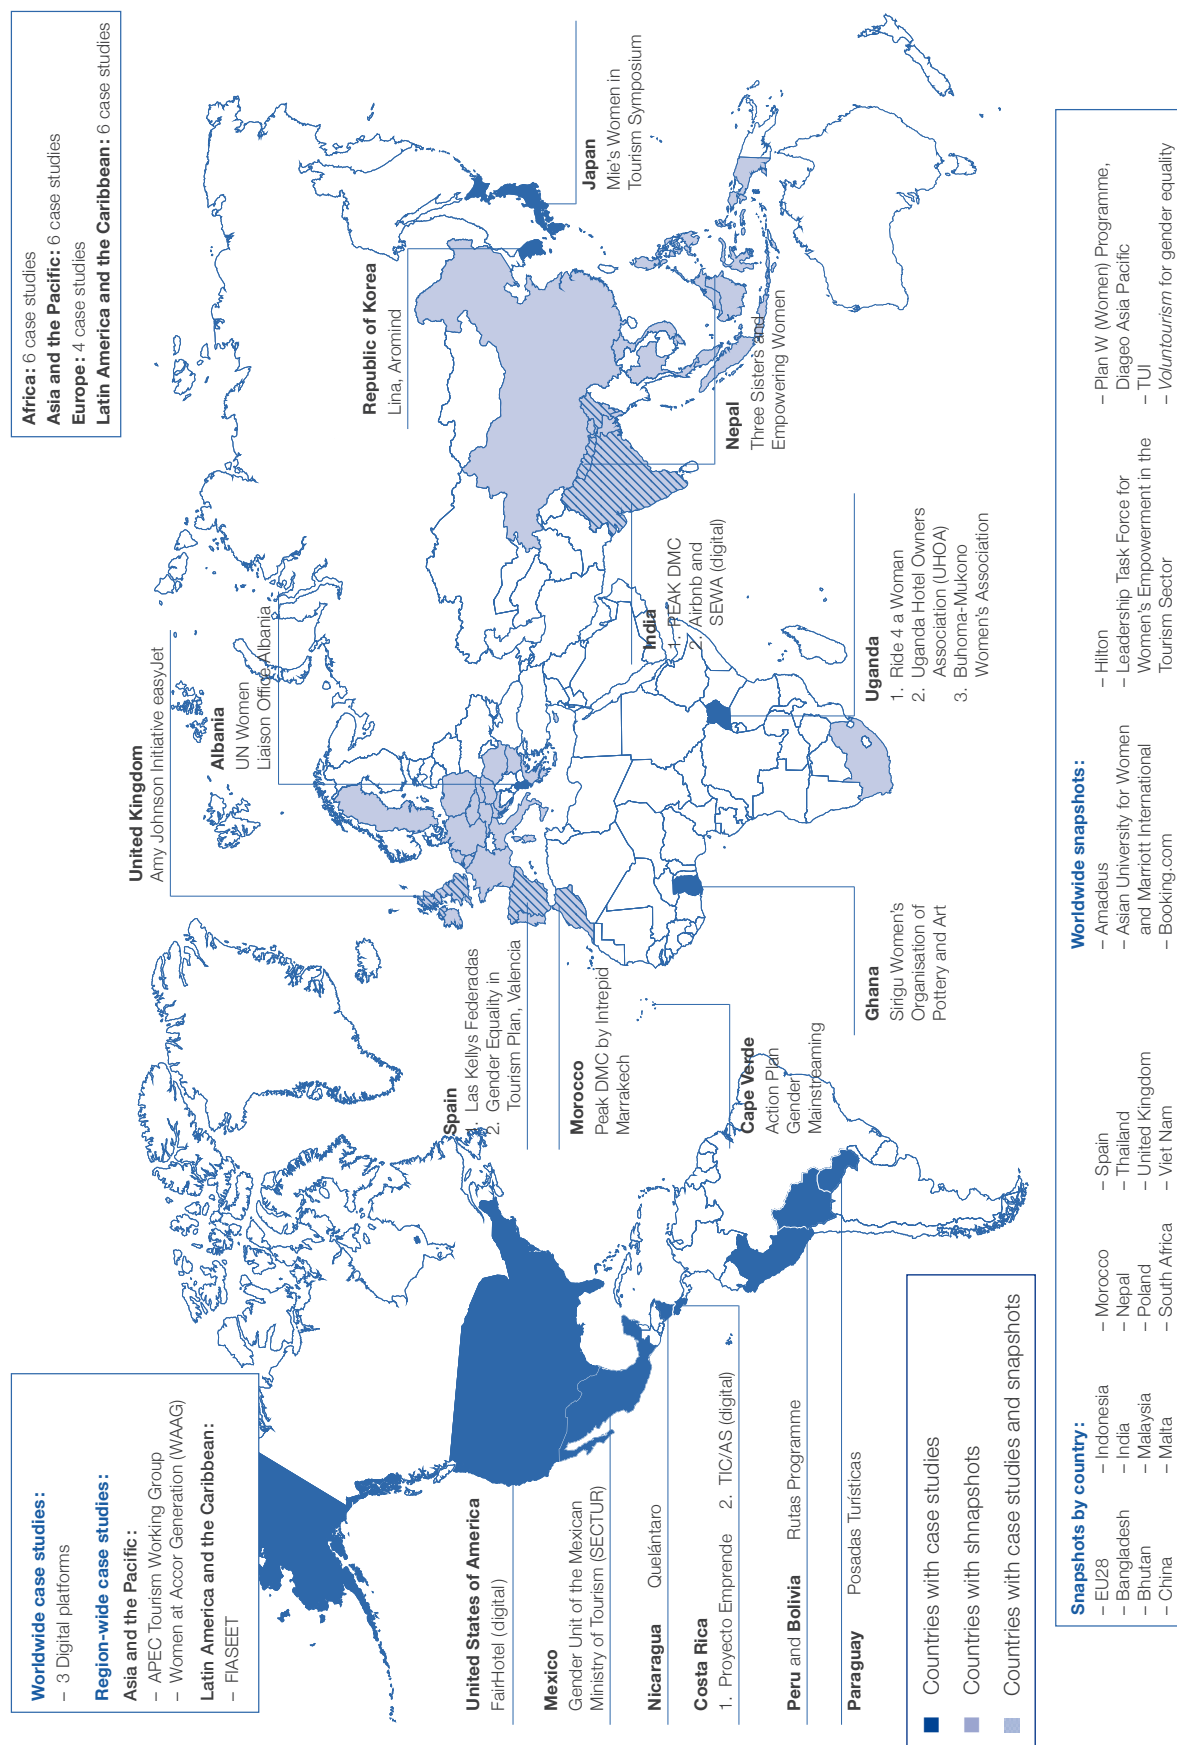 Worldwide case studies:
– 3 Digital platforms
Region-wide case studies:
Asia and the Pacific:
– APEC Tourism Working Group
– Women at Accor Generation (WAAG)
Latin America and the Caribbean:
– FIASEET
Africa: 6 case studies
Asia and the Pacific: 6 case studies
Europe: 4 case studies
Latin America and the Caribbean: 6 case studies
United Kingdom
Amy Johnson Initiative easyJet
Albania
UN Women
Liaison Office Albania
Republic of Korea
Lina, Aromind
Japan
Mie's Women in
Tourism Symposium
Spain
1. Las Kellys Federadas
2. Gender Equality in
Tourism Plan, Valencia
Morocco
Peak DMC by Intrepid
Marrakech
United States of America
FairHotel (digital)
Mexico
Gender Unit of the Mexican
Ministry of Tourism (SECTUR)
Nicaragua Quelántaro
Costa Rica
1. Proyecto Emprende 2. TIC/AS (digital)
Peru and Bolivia Rutas Programme
Paraguay Posadas Turísticas
Cape Verde
Action Plan
Gender
Mainstreaming
Ghana
Sirigu Women's
Organisation of
Pottery and Art
India
1. PEAK DMC
2. Airbnb and
SEWA (digital)
Nepal
Three Sisters and
Empowering Women
Uganda
1. Ride 4 a Woman
2. Uganda Hotel Owners
Association (UHOA)
3. Buhoma-Mukono
Women's Association
Countries with case studies
Countries with shnapshots
Countries with case studies and snapshots
Snapshots by country:
– EU28
– Bangladesh
– Bhutan
– China
– Indonesia
– India
– Malaysia
– Malta
– Morocco
– Nepal
– Poland
– South Africa
– Spain
– Thailand
– United Kingdom
– Viet Nam
Worldwide snapshots:
– Amadeus
– Asian University for Women
and Marriott International
– Booking.com
– Hilton
– Leadership Task Force for
Women's Empowerment in the
Tourism Sector
– Plan W (Women) Programme,
Diageo Asia Pacific
– TUI
– Voluntourism for gender equality